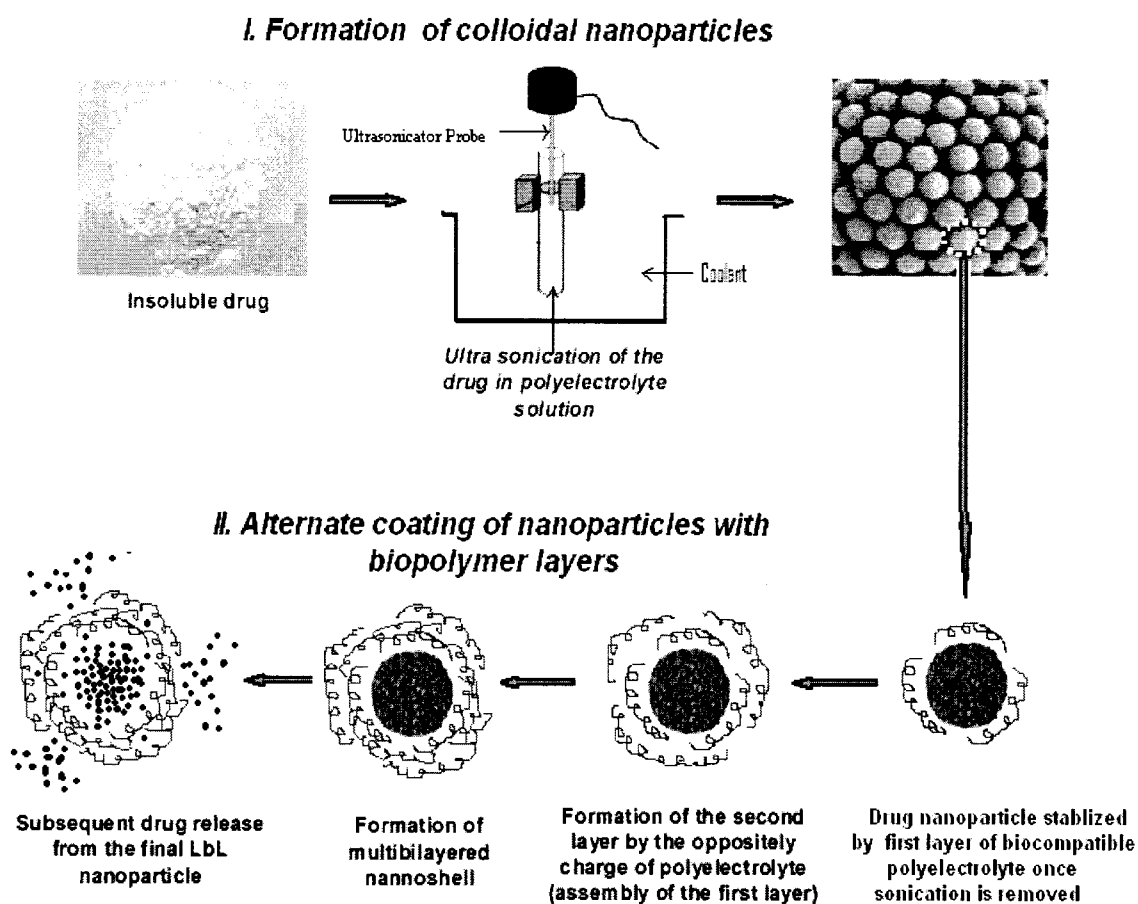 I. Formation of colloidal nanoparticles
Ultrasonicator Probe
Coolant
Insoluble drug
Ultra sonication of the
drug in polyelectrolyte
solution
II. Alternate coating of nanoparticles with
biopolymer layers
Subsequent drug release
from the final LbL
nanoparticle
Formation of
multibilayered
nannoshell
Formation of the second
layer by the oppositely
charge of polyelectrolyte
(assembly of the first layer)
Drug nanoparticle stablized
by first layer of biocompatible
polyelectrolyte once
sonication is removed